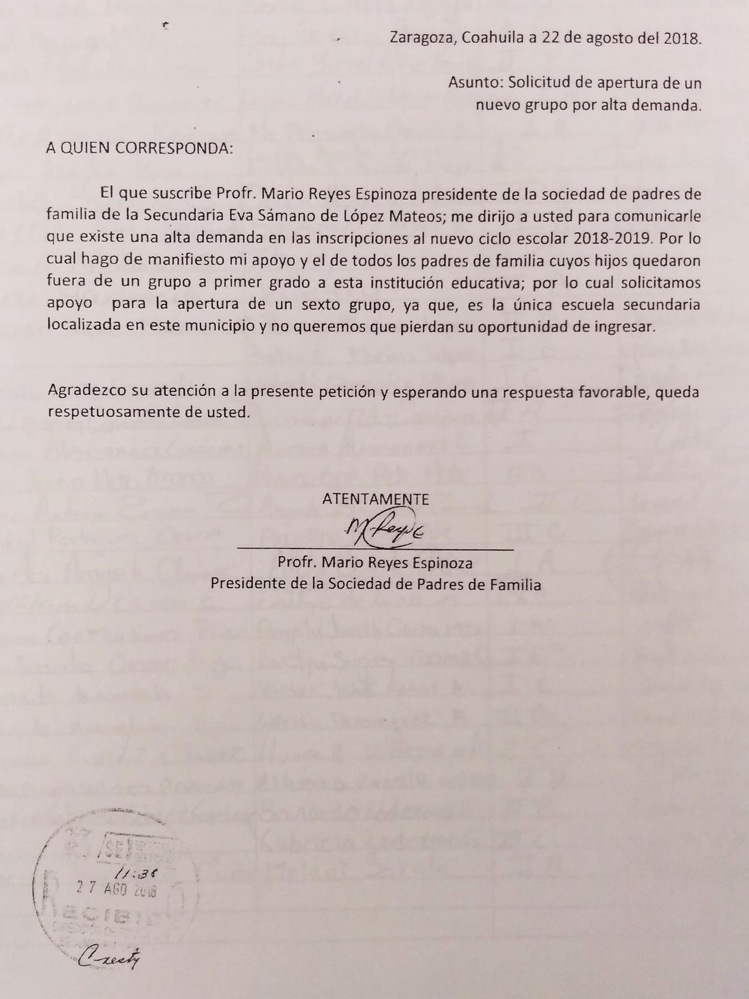 Zaragoza, Coahuila a 22 de agosto del 2018.
Asunto: Solicitud de apertura de un
nuevo grupo por alta demanda.
A QUIEN CORRESPONDA:
El que suscribe Profr. Mario Reyes Espinoza presidente de la sociedad de padres de
familia de la Secundaria Eva Sámano de López Mateos; me dirijo a usted para comunicarle
que existe una alta demanda en las inscripciones al nuevo ciclo escolar 2018-2019. Por lo
cual hago de manifiesto mi apoyo y el de todos los padres de familia cuyos hijos quedaron
fuera de un grupo a primer grado a esta institución educativa; por lo cual solicitamos
apoyo para la apertura de un sexto grupo, ya que, es la única escuela secundaria
localizada en este municipio y no queremos que pierdan su oportunidad de ingresar.
Agradezco su atención a la presente petición y esperando una respuesta favorable, queda
respetuosamente de usted.
ATENTAMENTE
Profr. Mario Reyes Espinoza
Presidente de la Sociedad de Padres de Familia
SE
11:38
27 AGO 2018
RECIBIDO
DIRECCIÓN DE